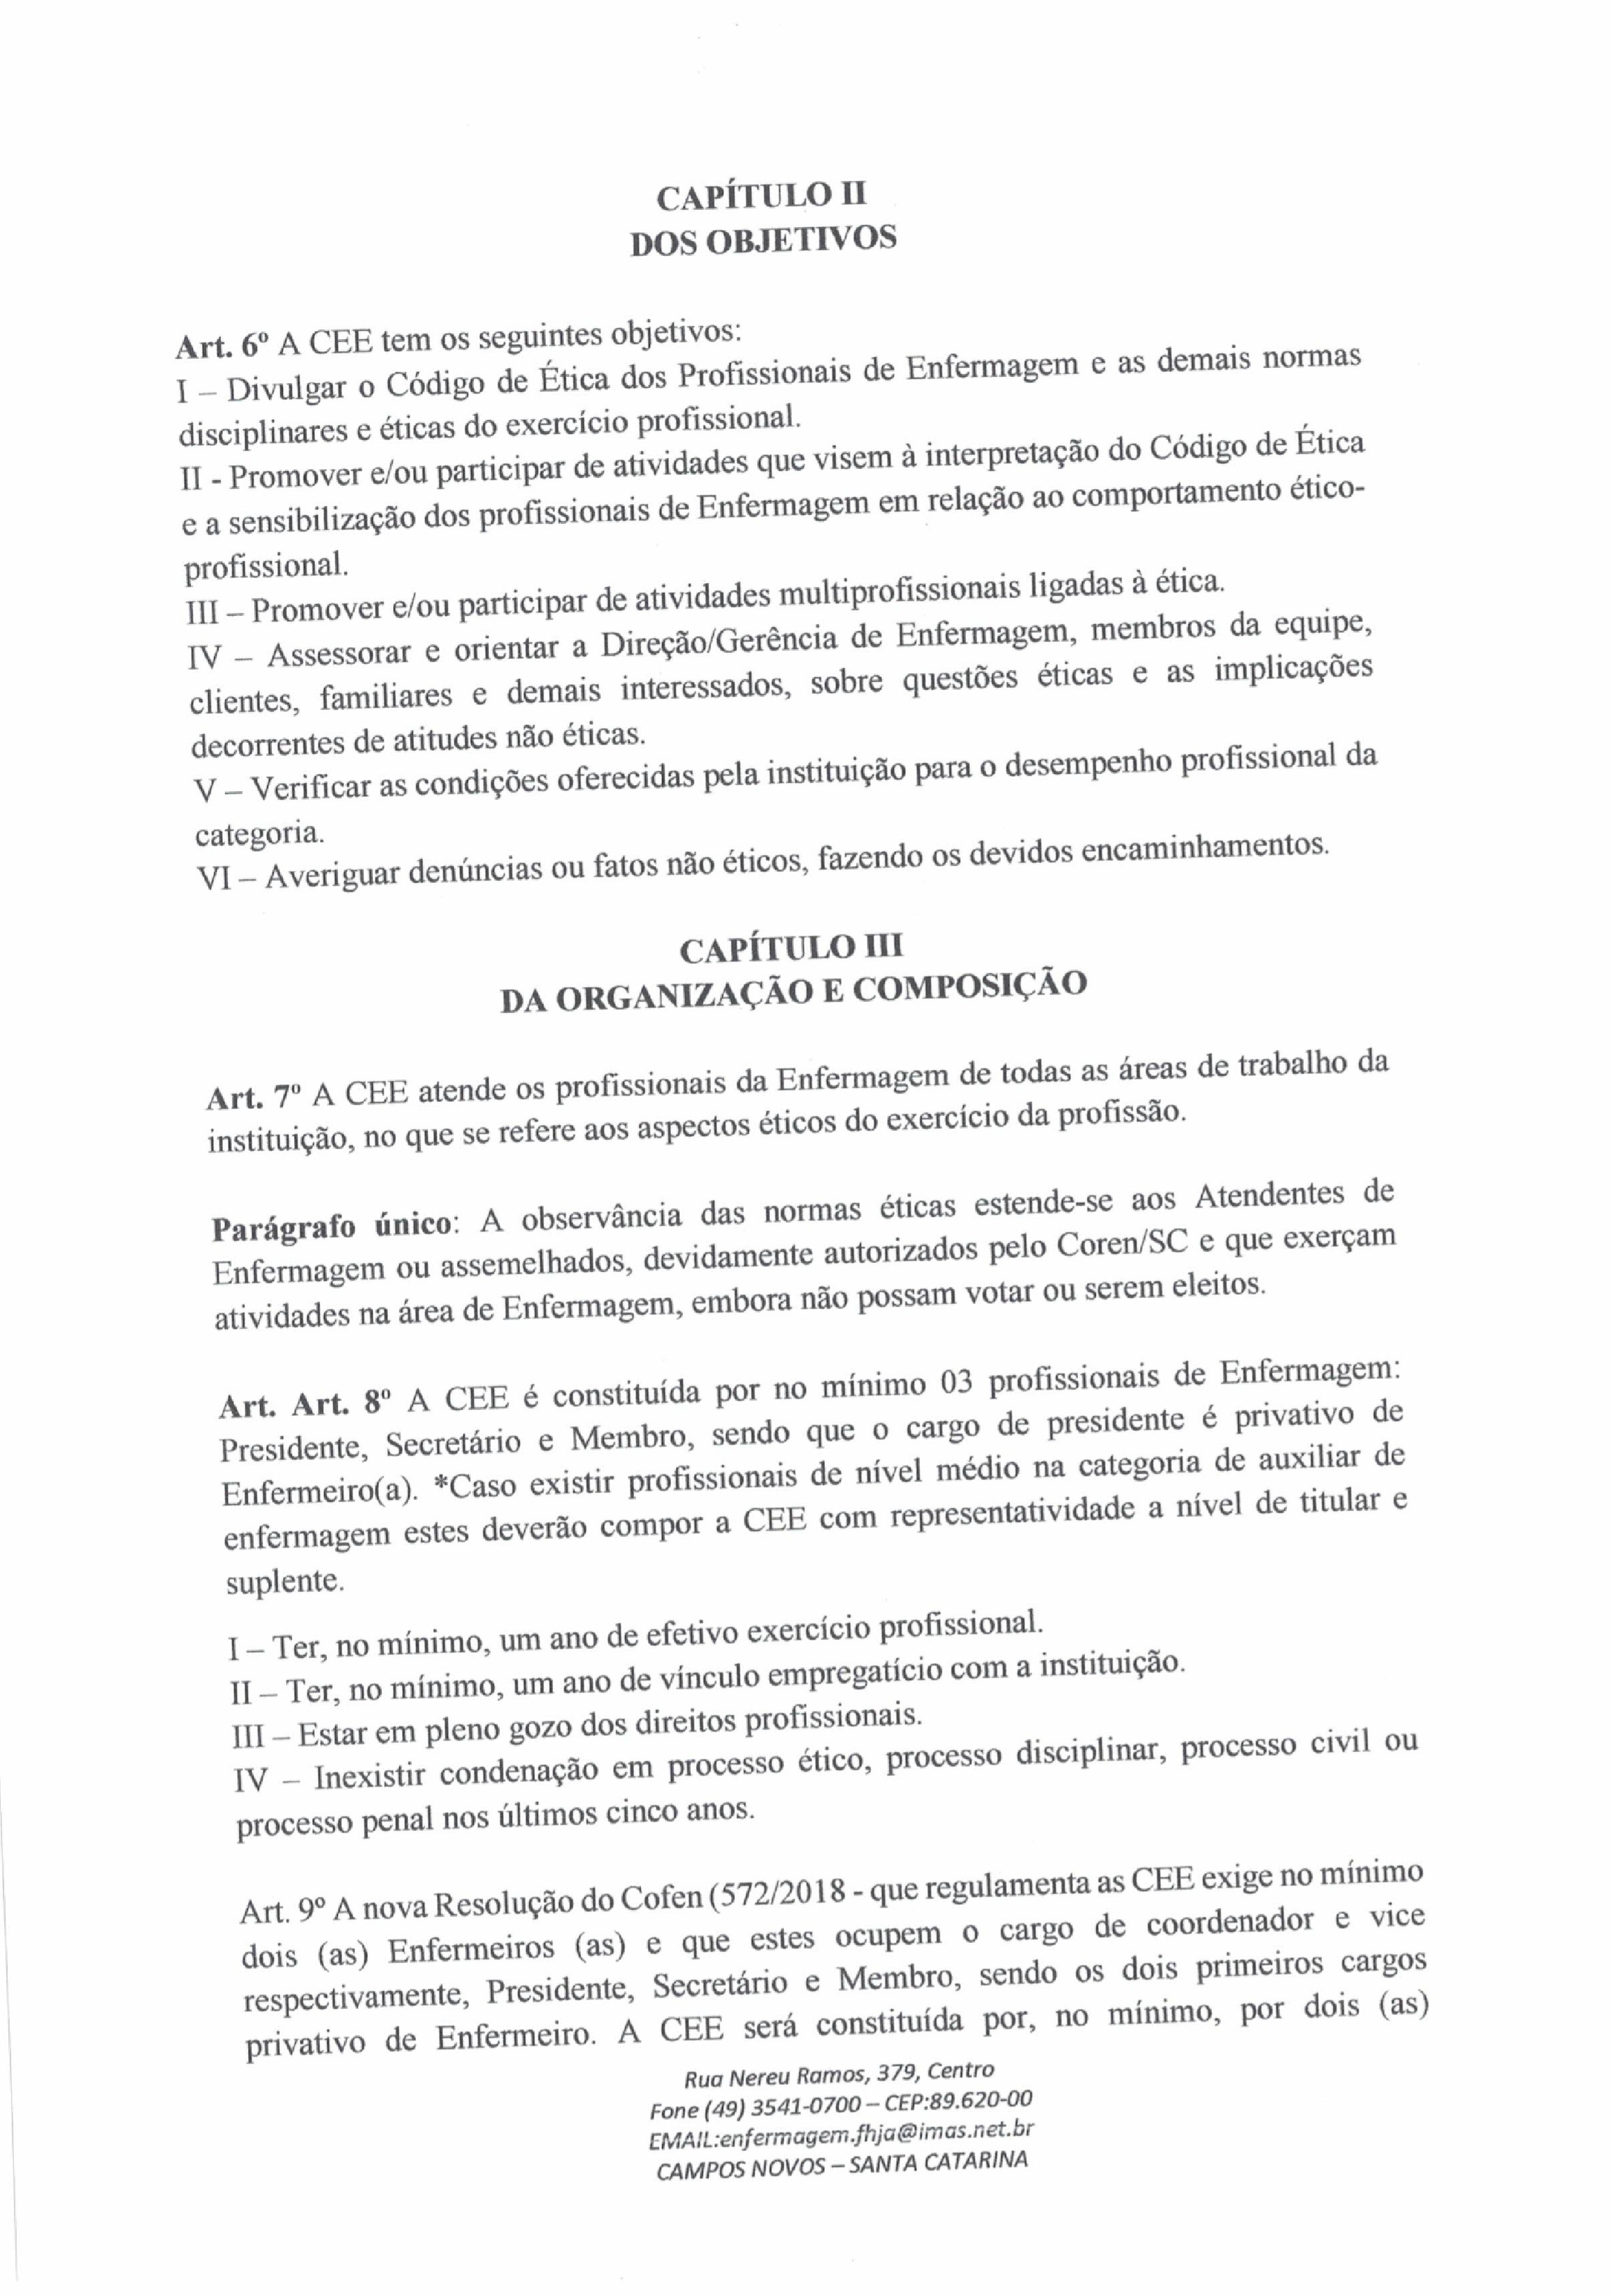 CAPÍTULO II
DOS OBJETIVOS
Art. 6º A CEE tem os seguintes objetivos:
I – Divulgar o Código de Ética dos Profissionais de Enfermagem e as demais normas
disciplinares e éticas do exercício profissional.
II - Promover e/ou participar de atividades que visem à interpretação do Código de Ética
e a sensibilização dos profissionais de Enfermagem em relação ao comportamento ético-
profissional.
III – Promover e/ou participar de atividades multiprofissionais ligadas à ética.
IV – Assessorar e orientar a Direção/Gerência de Enfermagem, membros da equipe,
clientes, familiares e demais interessados, sobre questões éticas e as implicações
decorrentes de atitudes não éticas.
V – Verificar as condições oferecidas pela instituição para o desempenho profissional da
categoria.
VI – Averiguar denúncias ou fatos não éticos, fazendo os devidos encaminhamentos.
CAPÍTULO III
DA ORGANIZAÇÃO E COMPOSIÇÃO
Art. 7º A CEE atende os profissionais da Enfermagem de todas as áreas de trabalho da
instituição, no que se refere aos aspectos éticos do exercício da profissão.
Parágrafo único: A observância das normas éticas estende-se aos Atendentes de
Enfermagem ou assemelhados, devidamente autorizados pelo Coren/SC e que exerçam
atividades na área de Enfermagem, embora não possam votar ou serem eleitos.
Art. Art. 8º A CEE é constituída por no mínimo 03 profissionais de Enfermagem:
Presidente, Secretário e Membro, sendo que o cargo de presidente é privativo de
Enfermeiro(a). *Caso existir profissionais de nível médio na categoria de auxiliar de
enfermagem estes deverão compor a CEE com representatividade a nível de titular e
suplente.
I – Ter, no mínimo, um ano de efetivo exercício profissional.
II – Ter, no mínimo, um ano de vínculo empregatício com a instituição.
III – Estar em pleno gozo dos direitos profissionais.
IV – Inexistir condenação em processo ético, processo disciplinar, processo civil ou
processo penal nos últimos cinco anos.
Art. 9º A nova Resolução do Cofen (572/2018 - que regulamenta as CEE exige no mínimo
dois (as) Enfermeiros (as) e que estes ocupem o cargo de coordenador e vice
respectivamente, Presidente, Secretário e Membro, sendo os dois primeiros cargos
privativo de Enfermeiro. A CEE será constituída por, no mínimo, por dois (as)
Rua Nereu Ramos, 379, Centro
Fone (49) 3541-0700 – CEP:89.620-00
EMAIL:enfermagem.fhja@imas.net.br
CAMPOS NOVOS – SANTA CATARINA